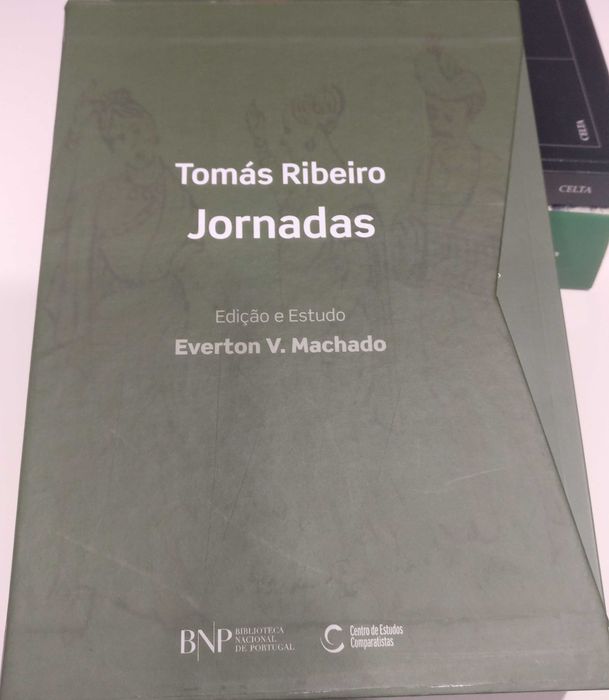 Tomás Ribeiro
Jornadas
Edição e Estudo
Everton V. Machado
BNP
BIBLIOTECA
NACIONAL
DE PORTUGAL
Centro de Estudos
Comparatistas
CELTA
CELTA